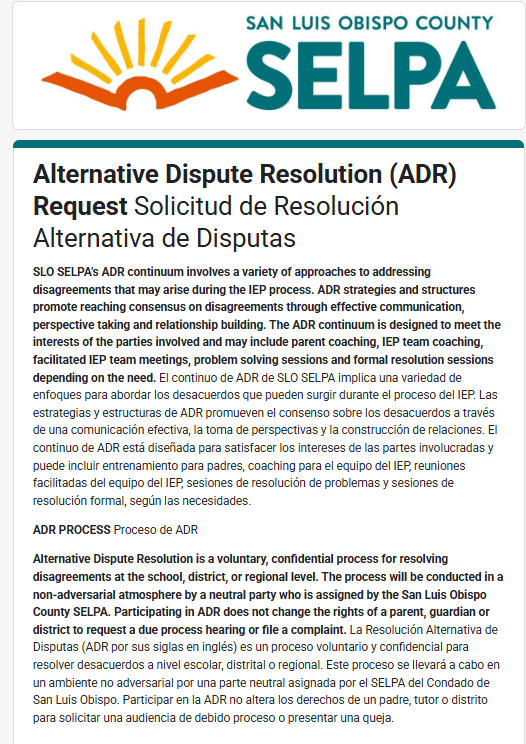 SAN LUIS OBISPO COUNTY
SELPA
Alternative Dispute Resolution (ADR)
Request Solicitud de Resolución
Alternativa de Disputas
SLO SELPA's ADR continuum involves a variety of approaches to addressing
disagreements that may arise during the IEP process. ADR strategies and structures
promote reaching consensus on disagreements through effective communication,
perspective taking and relationship building. The ADR continuum is designed to meet the
interests of the parties involved and may include parent coaching, IEP team coaching,
facilitated IEP team meetings, problem solving sessions and formal resolution sessions
depending on the need. El continuo de ADR de SLO SELPA implica una variedad de
enfoques para abordar los desacuerdos que pueden surgir durante el proceso del IEP. Las
estrategias y estructuras de ADR promueven el consenso sobre los desacuerdos a través
de una comunicación efectiva, la toma de perspectivas y la construcción de relaciones. El
continuo de ADR está diseñada para satisfacer los intereses de las partes involucradas y
puede incluir entrenamiento para padres, coaching para el equipo del IEP, reuniones
facilitadas del equipo del IEP, sesiones de resolución de problemas y sesiones de
resolución formal, según las necesidades.
ADR PROCESS Proceso de ADR
Alternative Dispute Resolution is a voluntary, confidential process for resolving
disagreements at the school, district, or regional level. The process will be conducted in a
non-adversarial atmosphere by a neutral party who is assigned by the San Luis Obispo
County SELPA. Participating in ADR does not change the rights of a parent, guardian or
district to request a due process hearing or file a complaint. La Resolución Alternativa de
Disputas (ADR por sus siglas en inglés) es un proceso voluntario y confidencial para
resolver desacuerdos a nivel escolar, distrital o regional. Este proceso se llevará a cabo en
un ambiente no adversarial por una parte neutral asignada por el SELPA del Condado de
San Luis Obispo. Participar en la ADR no altera los derechos de un padre, tutor o distrito
para solicitar una audiencia de debido proceso o presentar una queja.